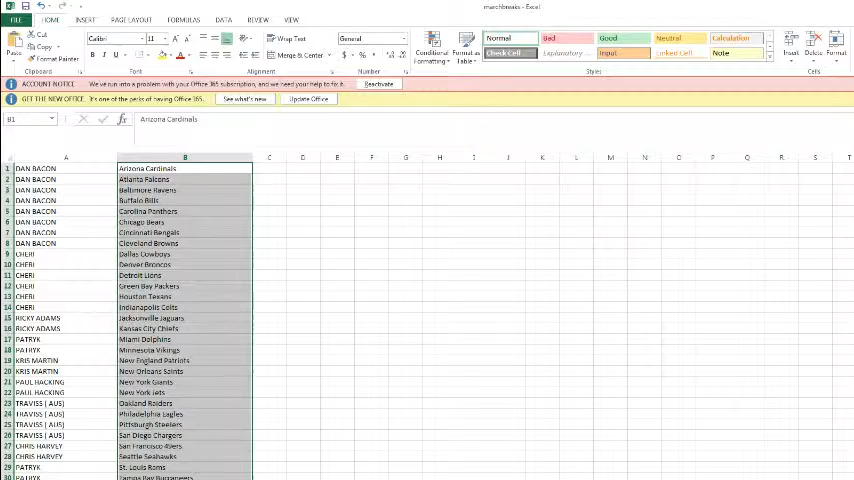 marchbreaks - Excel
FILE HOME INSERT PAGE LAYOUT FORMULAS DATA REVIEW VIEW
Cut
Copy
Format Painter
Paste
Calibri 11
B I U
Wrap Text
Merge & Center
General
$ % ,
Conditional Formatting
Format as Table
Normal Bad Good Neutral Calculation
Check Cell Explanatory ... Input Linked Cell Note
Insert Delete Format
Clipboard Font Alignment Number Styles Cells
ACCOUNT NOTICE We've run into a problem with your Office 365 subscription, and we need your help to fix it. Reactivate
GET THE NEW OFFICE It's one of the perks of having Office 365. See what's new Update Office
B1 fx Arizona Cardinals
A B C D E F G H I J K L M N O P Q R S T
1 DAN BACON Arizona Cardinals
2 DAN BACON Atlanta Falcons
3 DAN BACON Baltimore Ravens
4 DAN BACON Buffalo Bills
5 DAN BACON Carolina Panthers
6 DAN BACON Chicago Bears
7 DAN BACON Cincinnati Bengals
8 DAN BACON Cleveland Browns
9 CHERI Dallas Cowboys
10 CHERI Denver Broncos
11 CHERI Detroit Lions
12 CHERI Green Bay Packers
13 CHERI Houston Texans
14 CHERI Indianapolis Colts
15 RICKY ADAMS Jacksonville Jaguars
16 RICKY ADAMS Kansas City Chiefs
17 PATRYK Miami Dolphins
18 PATRYK Minnesota Vikings
19 KRIS MARTIN New England Patriots
20 KRIS MARTIN New Orleans Saints
21 PAUL HACKING New York Giants
22 PAUL HACKING New York Jets
23 TRAVISS ( AUS) Oakland Raiders
24 TRAVISS ( AUS) Philadelphia Eagles
25 TRAVISS ( AUS) Pittsburgh Steelers
26 TRAVISS ( AUS) San Diego Chargers
27 CHRIS HARVEY San Francisco 49ers
28 CHRIS HARVEY Seattle Seahawks
29 PATRYK St. Louis Rams
30 PATRYK Tampa Bay Buccaneers